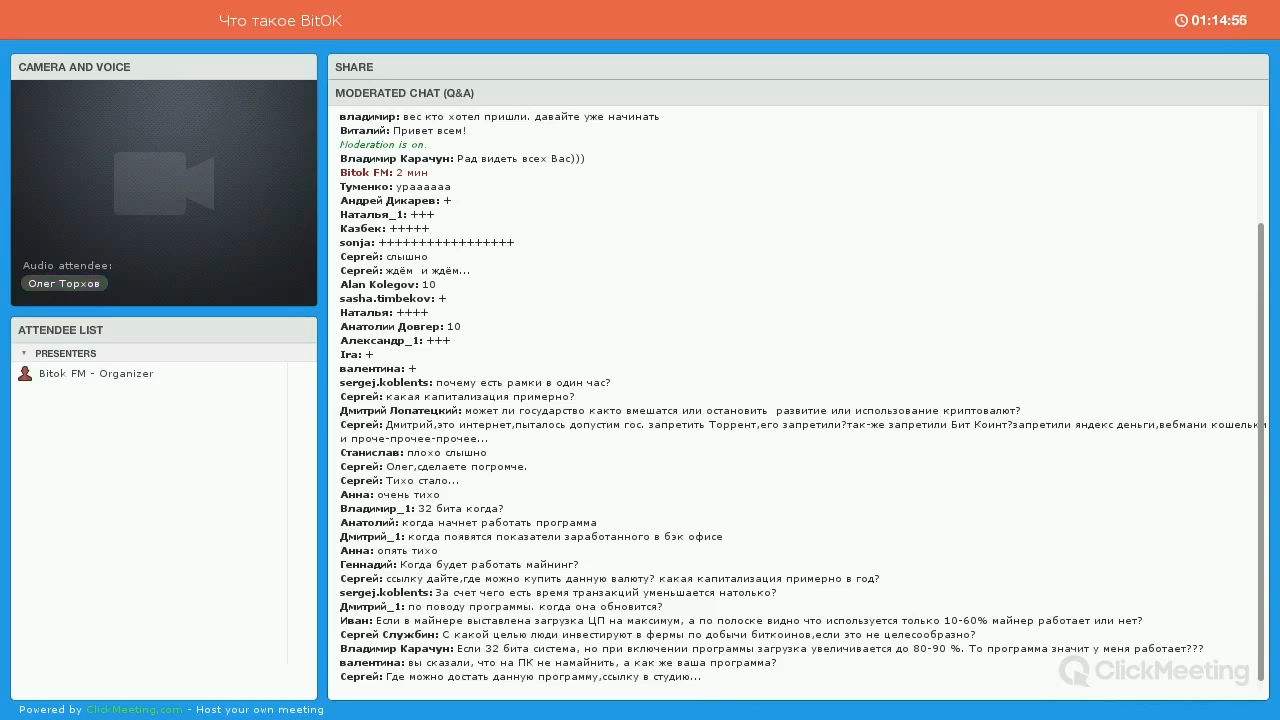 Что такое BitOK
01:14:56
CAMERA AND VOICE
Audio attendee:
Олег Торхов
ATTENDEE LIST
PRESENTERS
Bitok FM - Organizer
SHARE
MODERATED CHAT (Q&A)
владимир: вес кто хотел пришли. давайте уже начинать
Виталий: Привет всем!
Moderation is on.
Владимир Карачун: Рад видеть всех Вас)))
Bitok FM: 2 мин
Туменко: ураааааа
Андрей Дикарев: +
Наталья_1: +++
Казбек: +++++
sonja: +++++++++++++++++
Сергей: слышно
Сергей: ждём  и ждём...
Alan Kolegov: 10
sasha.timbekov: +
Наталья: ++++
Анатолии Довгер: 10
Александр_1: +++
Ira: +
валентина: +
sergej.koblents: почему есть рамки в один час?
Сергей: какая капитализация примерно?
Дмитрий Лопатецкий: может ли государство както вмешатся или остановить  развитие или использование криптовалют?
Сергей: Дмитрий,это интернет,пыталось допустим гос. запретить Торрент,его запретили?так-же запретили Бит Коинт?запретили яндекс деньги,вебмани кошельки
и проче-прочее-прочее...
Станислав: плохо слышно
Сергей: Олег,сделаете погромче.
Сергей: Тихо стало...
Анна: очень тихо
Владимир_1: 32 бита когда?
Анатолий: когда начнет работать программа
Дмитрий_1: когда появятся показатели заработанного в бэк офисе
Анна: опять тихо
Геннадий: Когда будет работать майнинг?
Сергей: ссылку дайте,где можно купить данную валюту? какая капитализация примерно в год?
sergej.koblents: За счет чего есть время транзакций уменьшается натолько?
Дмитрий_1: по поводу программы. когда она обновится?
Иван: Если в майнере выставлена загрузка ЦП на максимум, а по полоске видно что используется только 10-60% майнер работает или нет?
Сергей Службин: С какой целью люди инвестируют в фермы по добычи биткоинов,если это не целесообразно?
Владимир Карачун: Если 32 бита система, но при включении программы загрузка увеличивается до 80-90 %. То программа значит у меня работает???
валентина: вы сказали, что на ПК не намайнить, а как же ваша программа?
Сергей: Где можно достать данную программу,ссылку в студию...
ClickMeeting
Powered by ClickMeeting.com - Host your own meeting